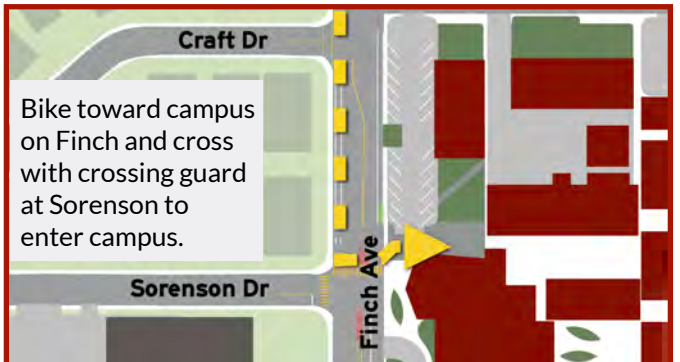 Craft Dr
Bike toward campus
on Finch and cross
with crossing guard
at Sorenson to
enter campus.
Sorenson Dr
Finch Ave